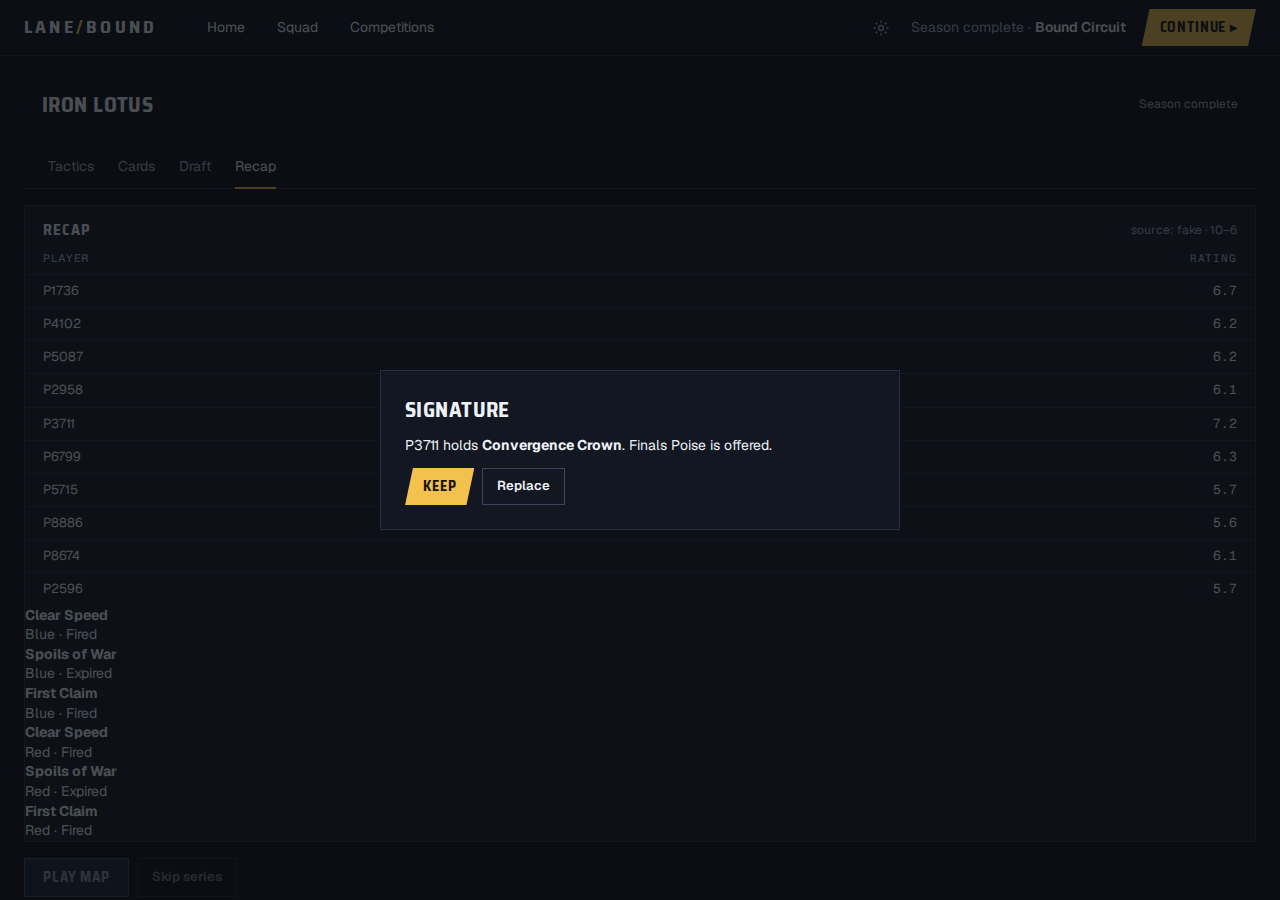 LANE/BOUND Home Squad Competitions Season complete · Bound Circuit CONTINUE ▸
IRON LOTUS Season complete
Tactics Cards Draft Recap
RECAP source: fake · 10–6
PLAYER RATING
P1736 6.7
P4102 6.2
P5087 6.2
P2958 6.1
P3711 7.2
P6799 6.3
P5715 5.7
P8886 5.6
P8674 6.1
P2596 5.7
SIGNATURE
P3711 holds Convergence Crown. Finals Poise is offered.
KEEP Replace
Clear Speed
Blue · Fired
Spoils of War
Blue · Expired
First Claim
Blue · Fired
Clear Speed
Red · Fired
Spoils of War
Red · Expired
First Claim
Red · Fired
PLAY MAP Skip series